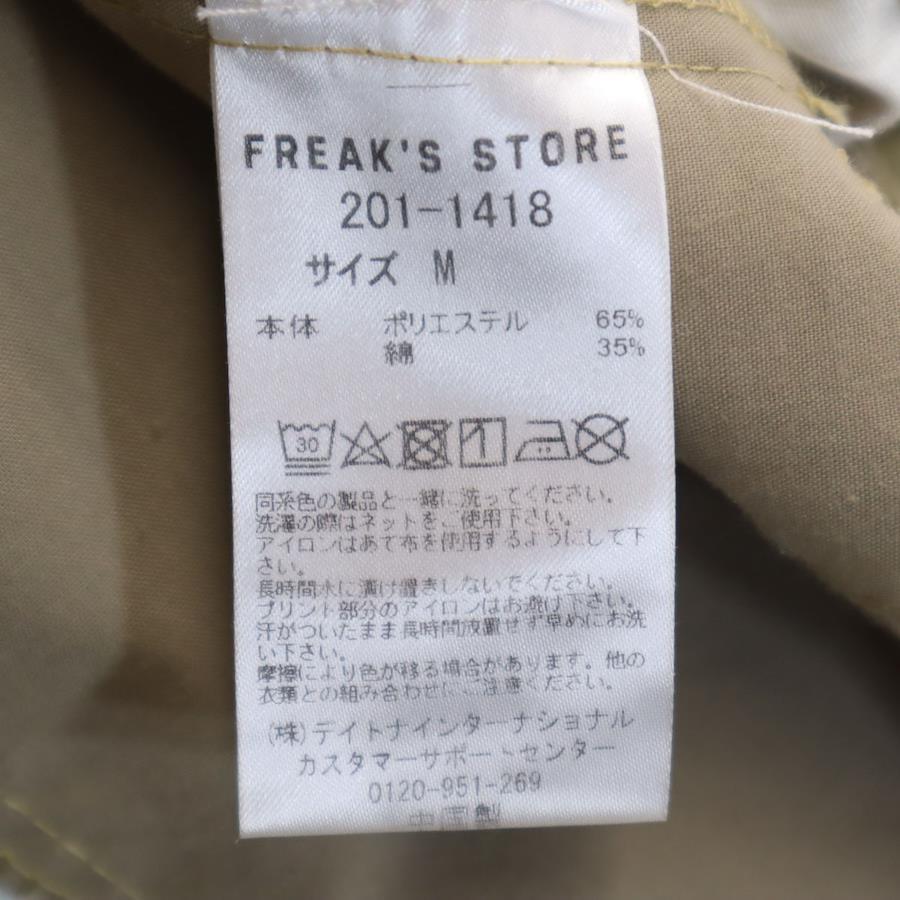 FREAK'S STORE
201-1418
サイズ M
本体 ポリエステル 65%
綿 35%
30
同系色の製品と一緒に洗ってください。
洗濯の際はネットをご使用下さい。
アイロンはあて布を使用するようにして下
さい。
長時間水に漬け置きしないでください。
プリント部分のアイロンはお避け下さい。
汗がついたまま長時間放置せず早めにお洗
い下さい。
摩擦により色が移る場合があります。他の
衣類との組み合わせにご注意ください。
(株)デイトナインターナショナル
カスタマーサポートセンター
0120-951-269
中国製